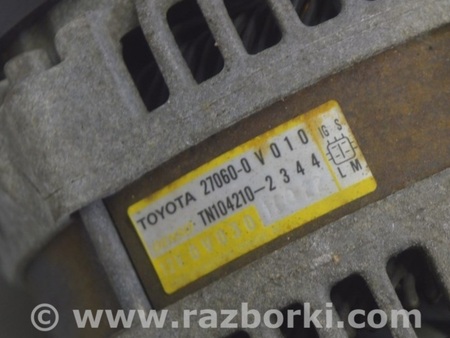 TOYOTA 27060-0V010
TN104210-2344
IG S
L M
© www.razborki.com